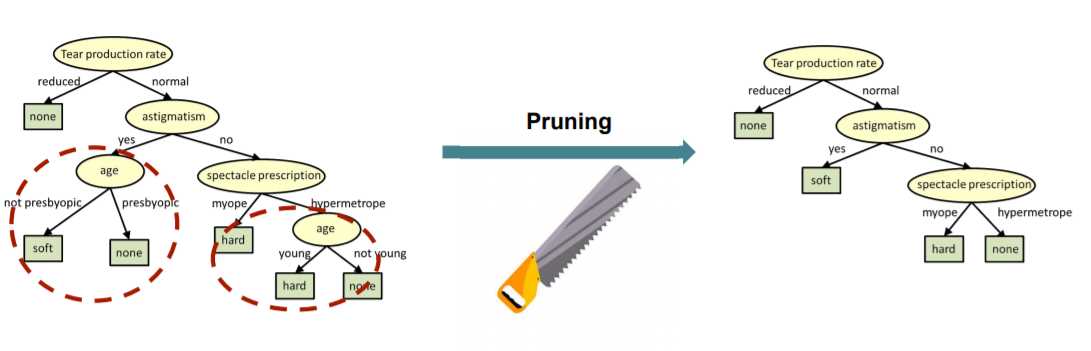 Tear production rate
reduced
normal
none
astigmatism
yes
no
age
spectacle prescription
not presbyopic
presbyopic
myope
hypermetrope
soft
none
hard
age
young
not young
hard
none
Pruning
Tear production rate
reduced
normal
none
astigmatism
yes
no
soft
spectacle prescription
myope
hypermetrope
hard
none